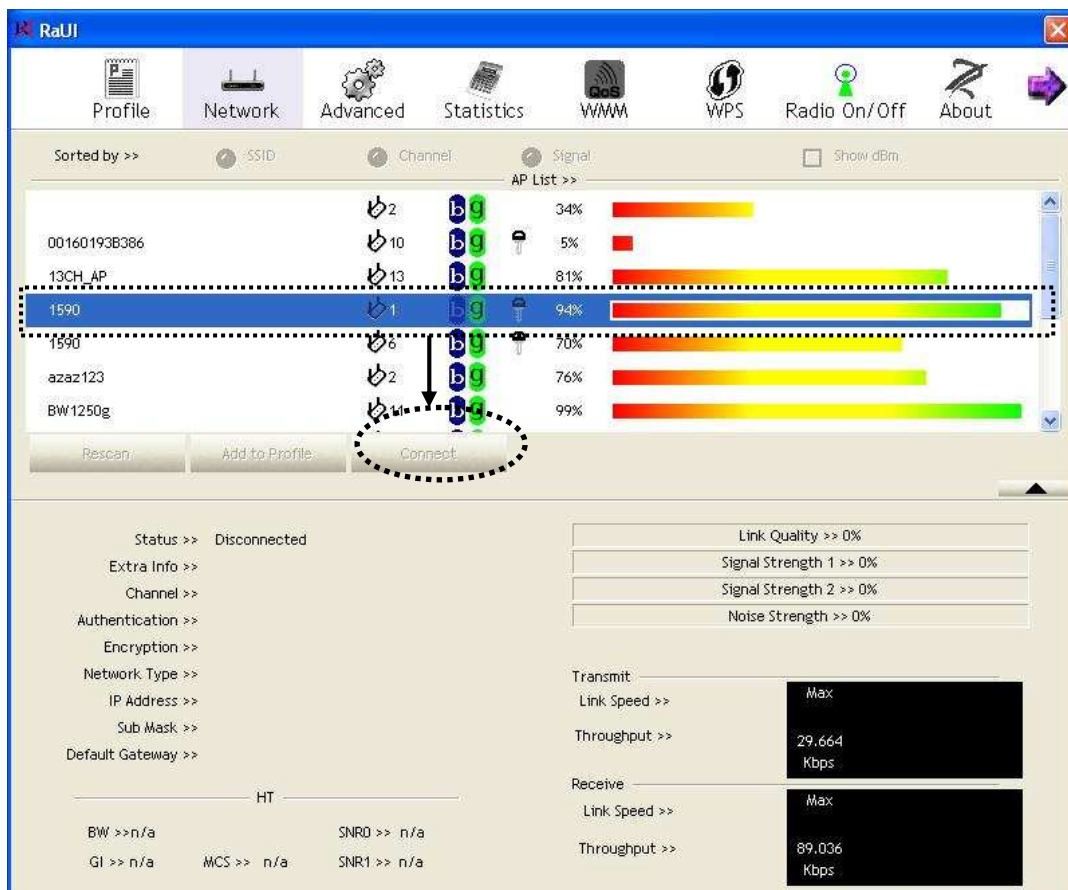 RaUI
Profile Network Advanced Statistics QoS WMM WPS Radio On/Off About
Sorted by >> SSID Channel Signal Show dBm
AP List >>
2 b g 34%
00160193B386 10 b g 5%
13CH_AP 13 b g 81%
1590 1 b g 94%
1590 6 b g 70%
azaz123 2 b g 76%
BW1250g 11 b g 99%
Rescan Add to Profile Connect
Status >> Disconnected
Extra Info >>
Channel >>
Authentication >>
Encryption >>
Network Type >>
IP Address >>
Sub Mask >>
Default Gateway >>
HT
BW >>n/a SNR0 >> n/a
GI >> n/a MCS >> n/a SNR1 >> n/a
Link Quality >> 0%
Signal Strength 1 >> 0%
Signal Strength 2 >> 0%
Noise Strength >> 0%
Transmit
Link Speed >> Max
Throughput >> 29.664
Kbps
Receive
Link Speed >> Max
Throughput >> 89.036
Kbps